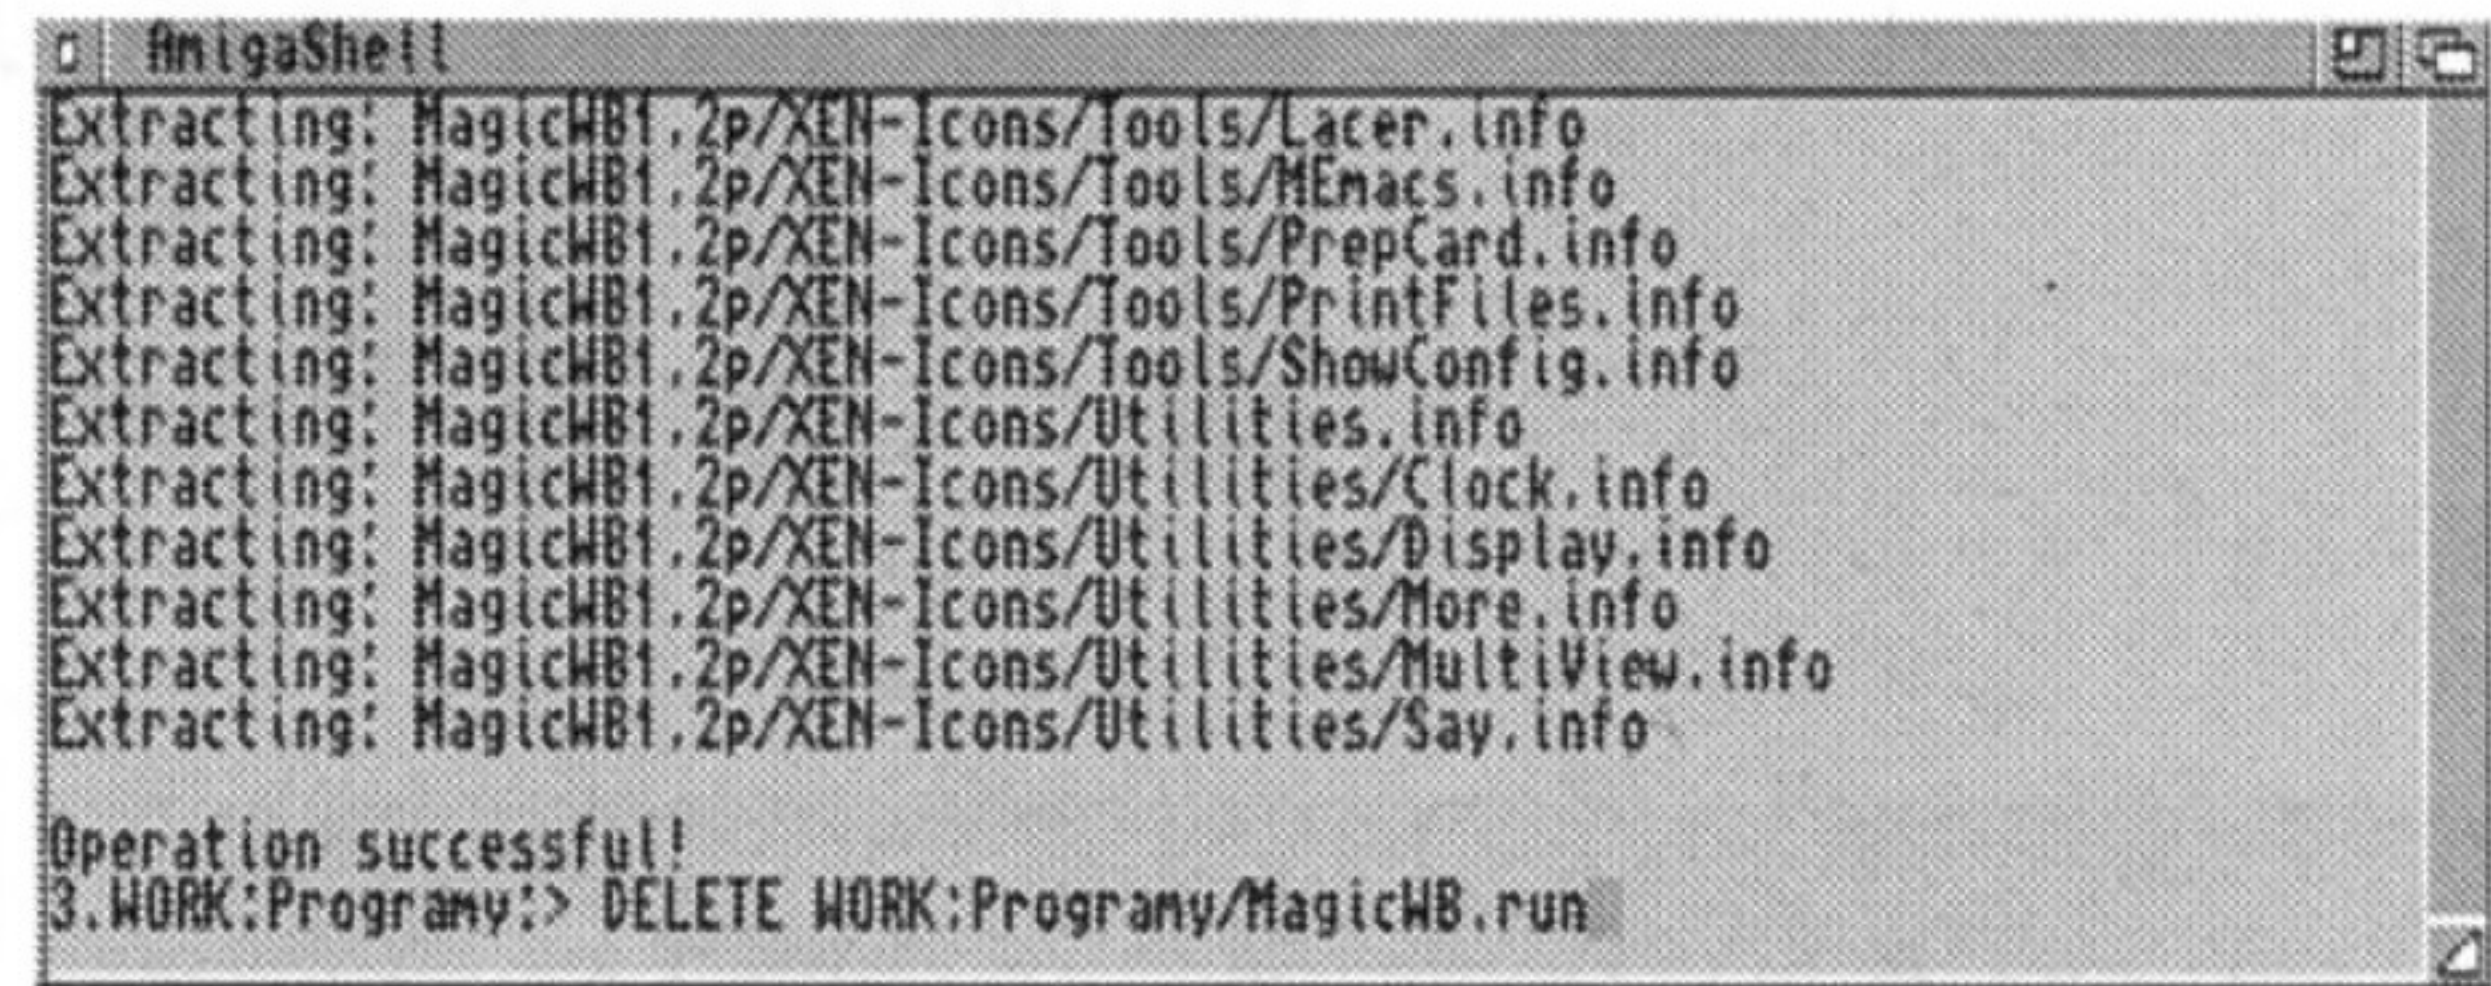 AmigaShell
Extracting: MagicWB1.2p/XEN-Icons/Tools/Lacer.info
Extracting: MagicWB1.2p/XEN-Icons/Tools/MEmacs.info
Extracting: MagicWB1.2p/XEN-Icons/Tools/PrepCard.info
Extracting: MagicWB1.2p/XEN-Icons/Tools/PrintFiles.info
Extracting: MagicWB1.2p/XEN-Icons/Tools/ShowConfig.info
Extracting: MagicWB1.2p/XEN-Icons/Utilities.info
Extracting: MagicWB1.2p/XEN-Icons/Utilities/Clock.info
Extracting: MagicWB1.2p/XEN-Icons/Utilities/Display.info
Extracting: MagicWB1.2p/XEN-Icons/Utilities/More.info
Extracting: MagicWB1.2p/XEN-Icons/Utilities/MultiView.info
Extracting: MagicWB1.2p/XEN-Icons/Utilities/Say.info
Operation successful!
3.WORK:Programy:> DELETE WORK:Programy/MagicWB.run